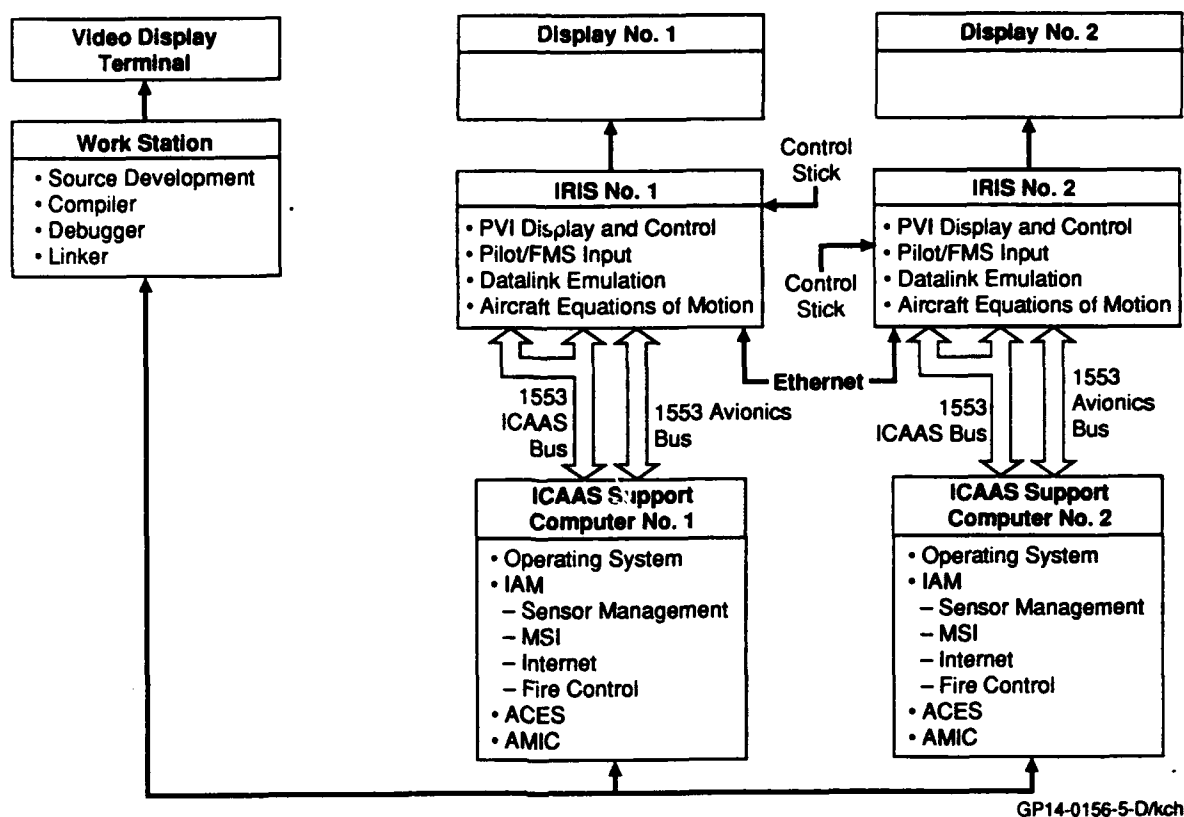 Video Display
Terminal
Work Station
• Source Development
• Compiler
• Debugger
• Linker
Display No. 1
Display No. 2
Control
Stick
IRIS No. 1
• PVI Display and Control
• Pilot/FMS Input
• Datalink Emulation
• Aircraft Equations of Motion
Control
Stick
IRIS No. 2
• PVI Display and Control
• Pilot/FMS Input
• Datalink Emulation
• Aircraft Equations of Motion
Ethernet
1553
ICAAS
Bus
1553 Avionics
Bus
1553
ICAAS Bus
1553
Avionics
Bus
ICAAS Support
Computer No. 1
• Operating System
• IAM
– Sensor Management
– MSI
– Internet
– Fire Control
• ACES
• AMIC
ICAAS Support
Computer No. 2
• Operating System
• IAM
– Sensor Management
– MSI
– Internet
– Fire Control
• ACES
• AMIC
GP14-0156-5-D/kch